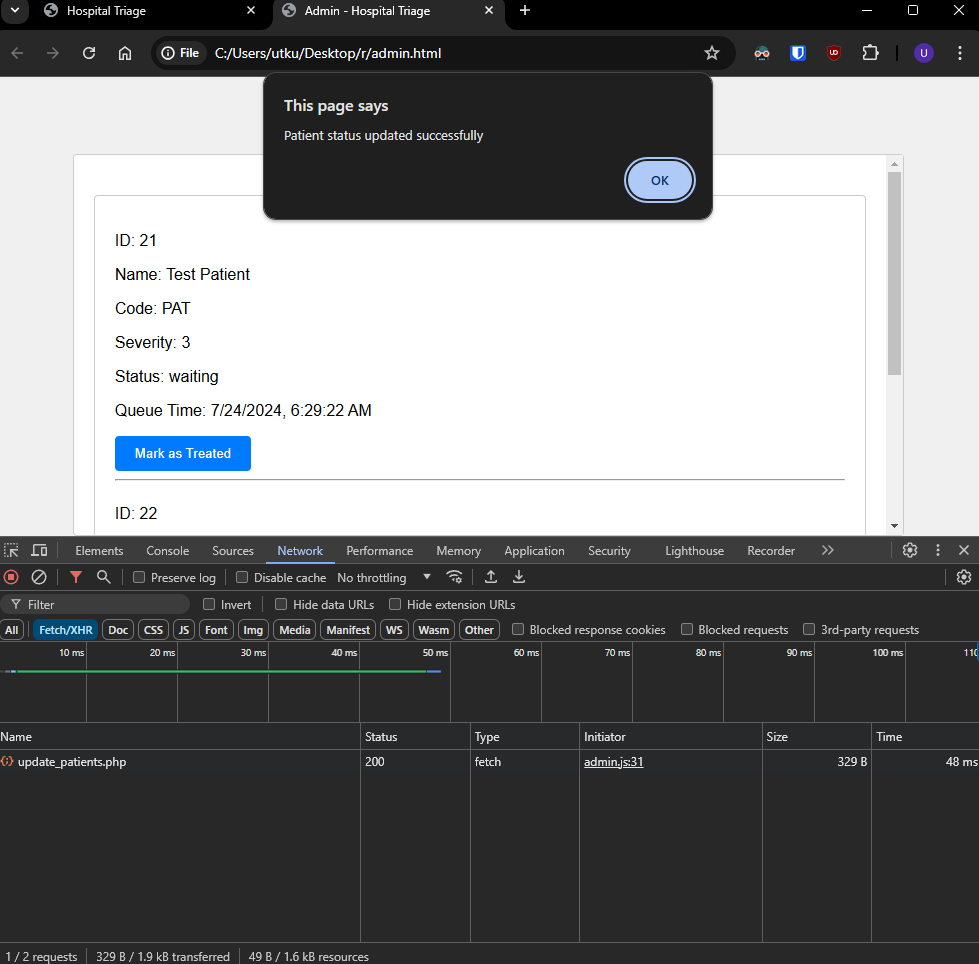 Hospital Triage
Admin - Hospital Triage
File C:/Users/utku/Desktop/r/admin.html
U
This page says
Patient status updated successfully
OK
ID: 21
Name: Test Patient
Code: PAT
Severity: 3
Status: waiting
Queue Time: 7/24/2024, 6:29:22 AM
Mark as Treated
ID: 22
Elements Console Sources Network Performance Memory Application Security Lighthouse Recorder
Preserve log Disable cache No throttling
Filter Invert Hide data URLs Hide extension URLs
All Fetch/XHR Doc CSS JS Font Img Media Manifest WS Wasm Other Blocked response cookies Blocked requests 3rd-party requests
10 ms 20 ms 30 ms 40 ms 50 ms 60 ms 70 ms 80 ms 90 ms 100 ms 110
Name Status Type Initiator Size Time
update_patients.php 200 fetch admin.js:31 329 B 48 ms
1 / 2 requests 329 B / 1.9 kB transferred 49 B / 1.6 kB resources